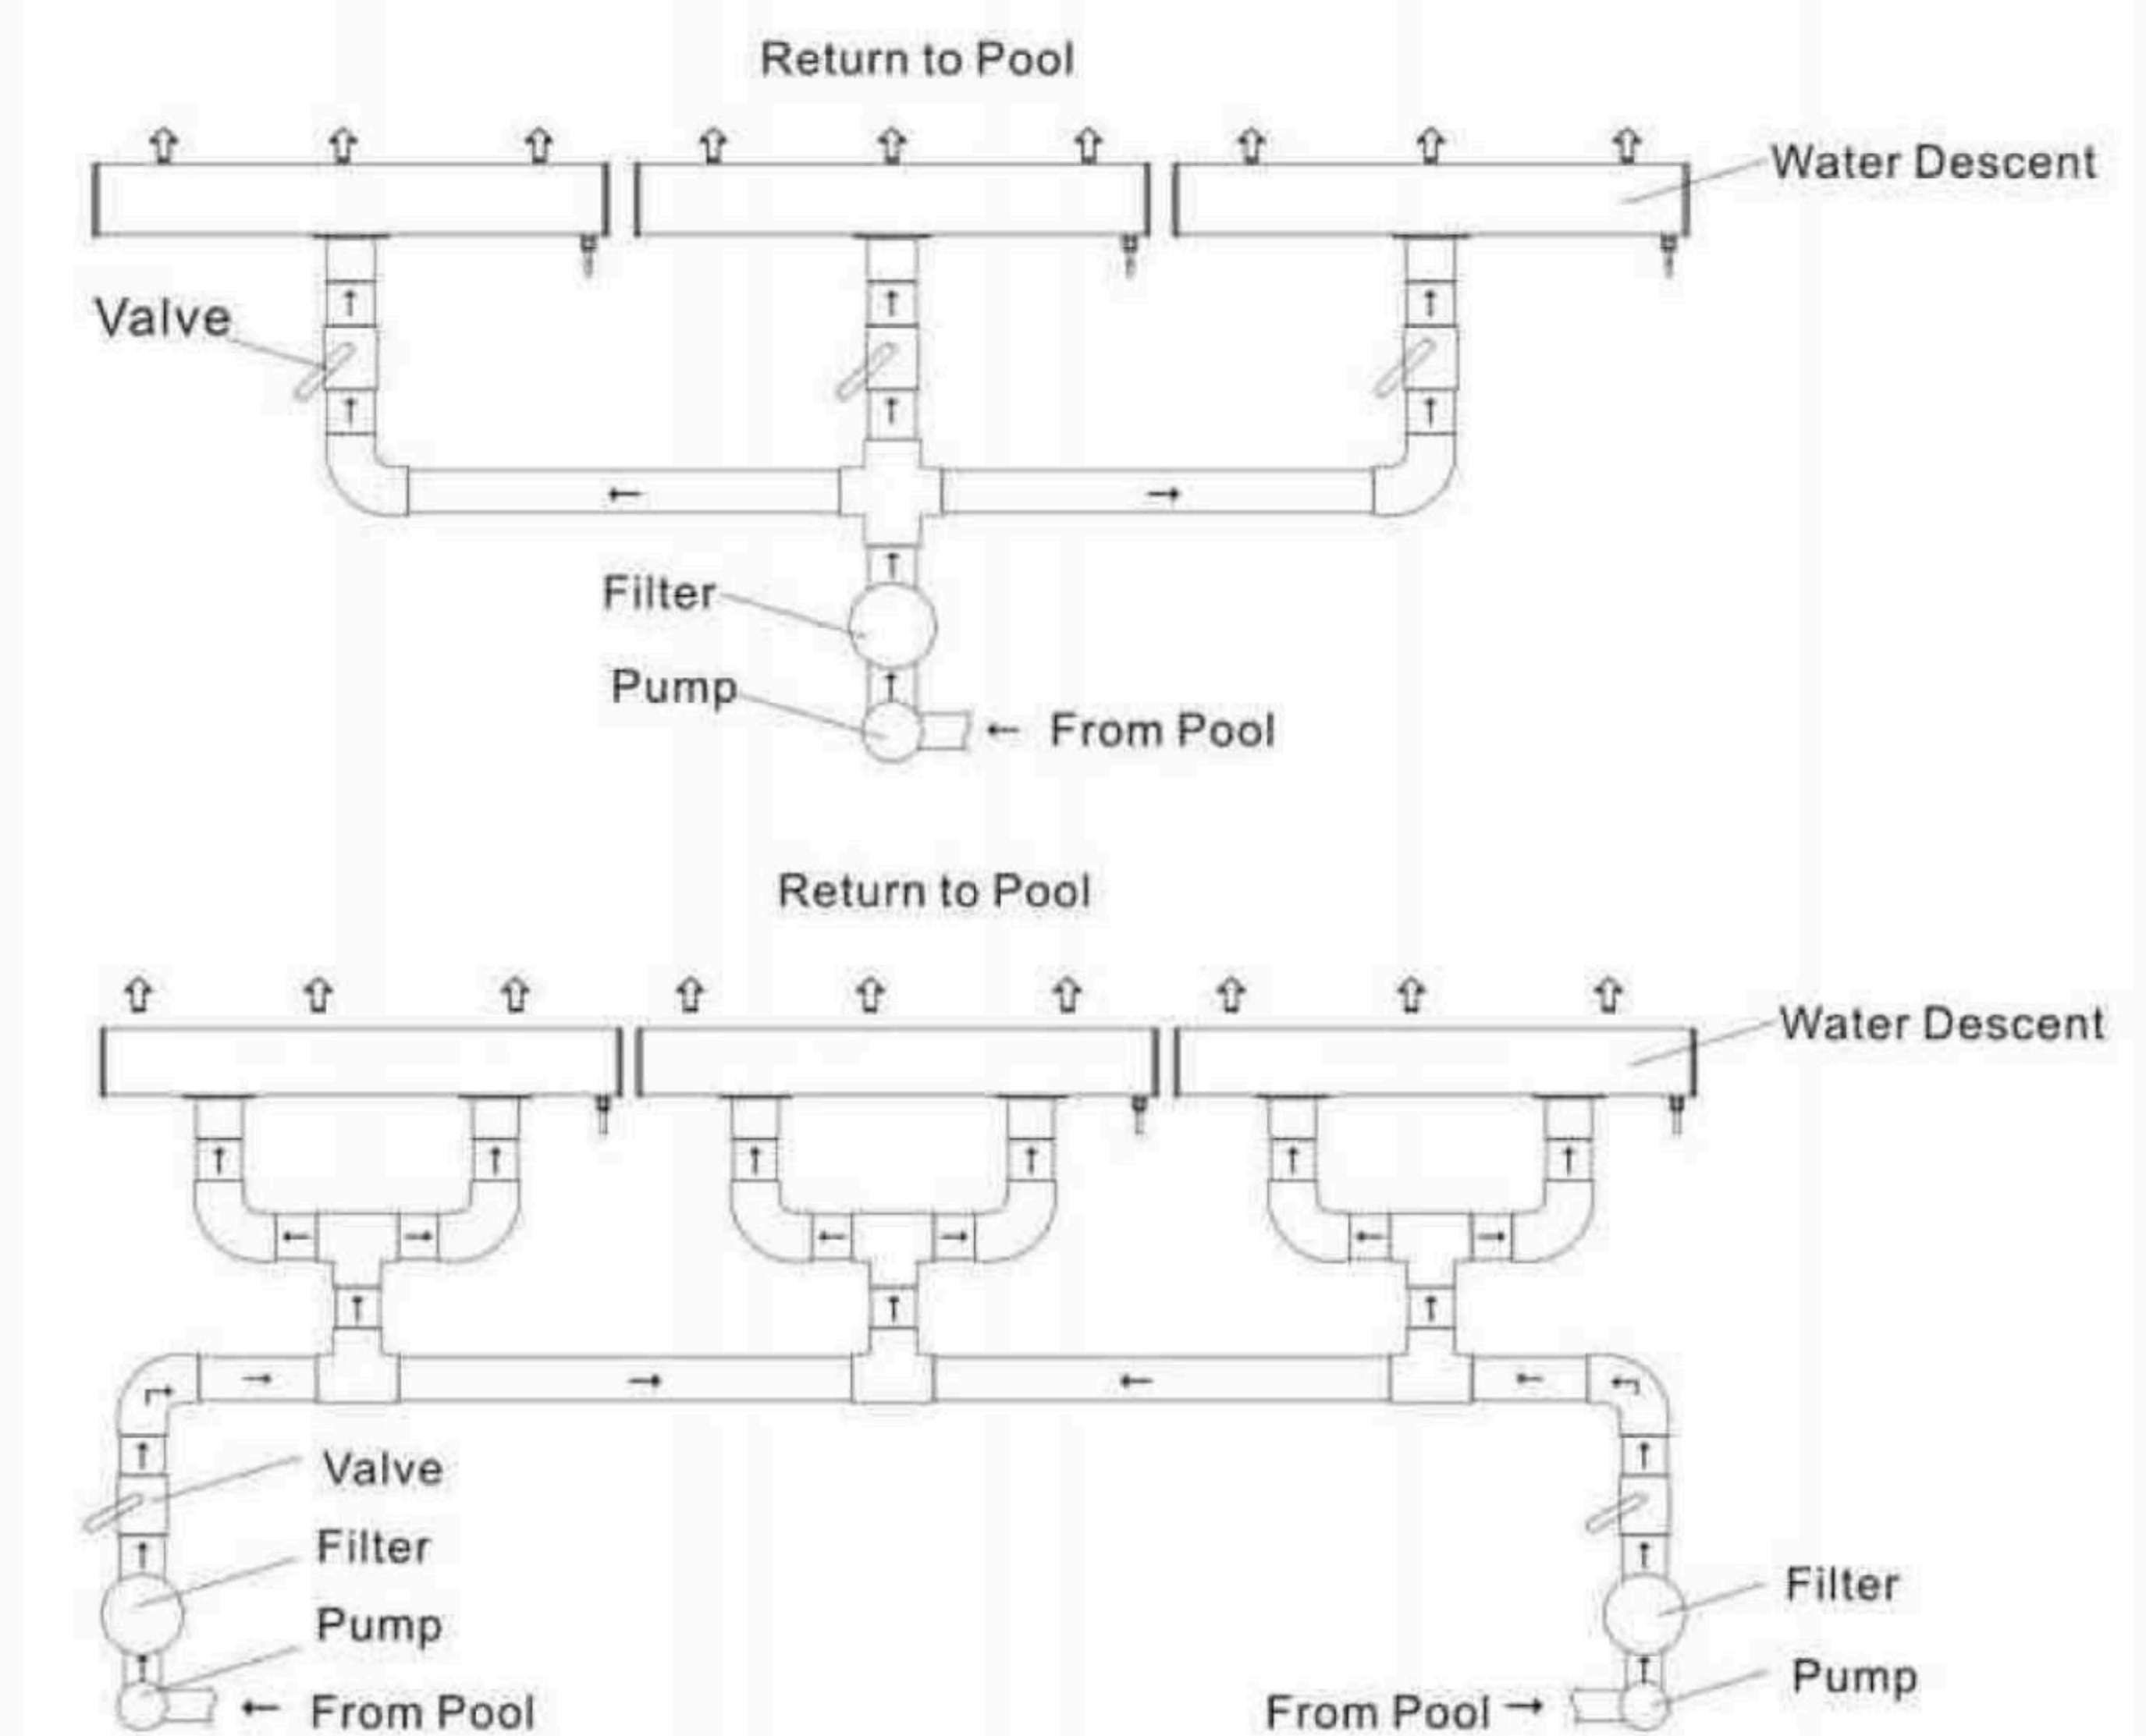 Return to Pool
Water Descent
Valve
Filter
Pump
← From Pool
Return to Pool
Water Descent
Valve
Filter
Filter
Pump
Pump
← From Pool
From Pool →